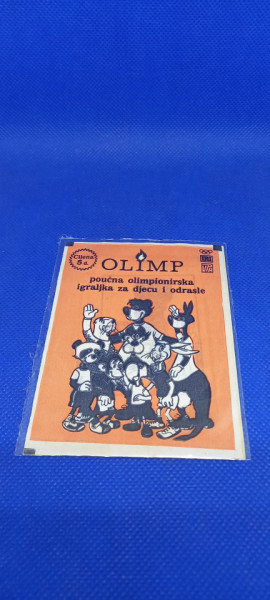 Cijena
5 d.
OLIMP
poučna olimpionirska
igraljka za djecu i odrasle